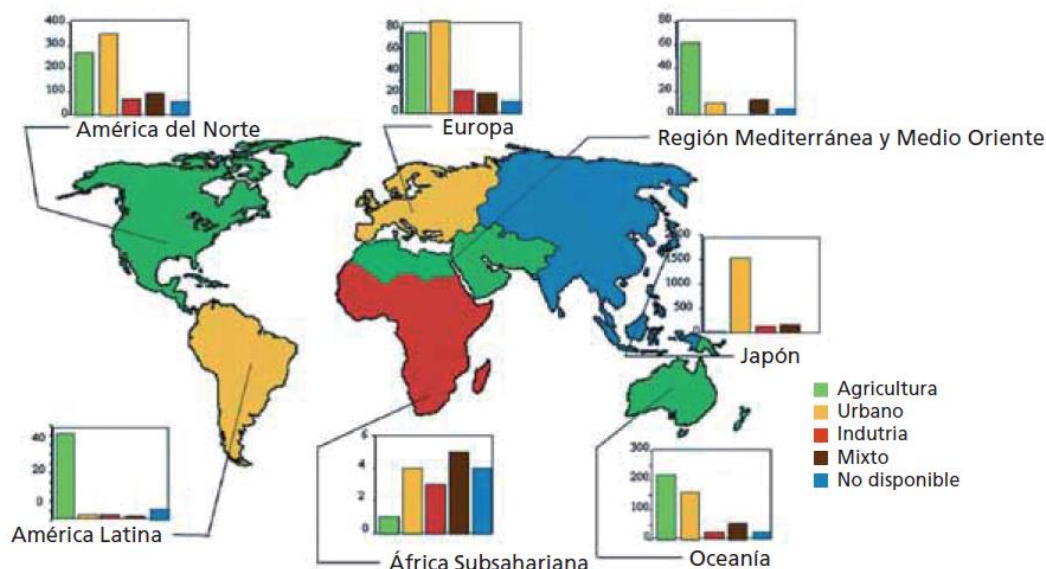 400
300
200
100
0
América del Norte
80
60
40
20
0
Europa
80
60
40
20
0
Región Mediterránea y Medio Oriente
1500
1000
500
0
Japón
Agricultura
Urbano
Indutria
Mixto
No disponible
40
20
0
América Latina
6
4
2
0
África Subsahariana
300
200
100
0
Oceanía